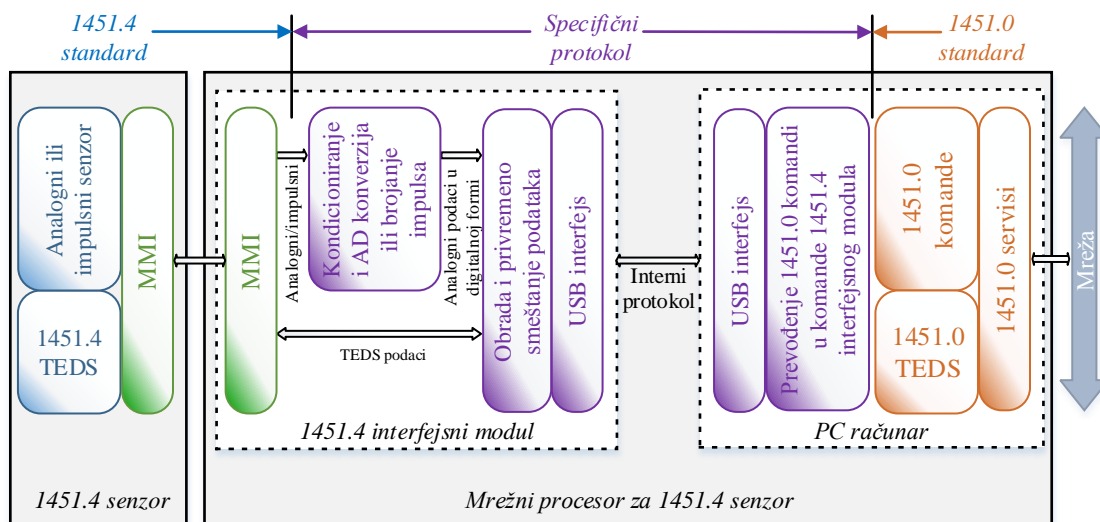 1451.4
standard
Specifični
protokol
1451.0
standard
Analogni ili
impulsni senzor
1451.4
TEDS
MMI
1451.4 senzor
MMI
Analogni/impulsni
Kondicioniranje
i AD konverzija
ili brojanje
impulsa
Analogni podaci u
digitalnoj formi
TEDS podaci
Obrada i privremeno
smeštanje podataka
USB interfejs
1451.4 interfejsni modul
Interni
protokol
USB interfejs
Prevođenje 1451.0 komandi
u komande 1451.4
interfejsnog modula
1451.0
komande
1451.0
TEDS
1451.0 servisi
PC računar
Mrežni procesor za 1451.4 senzor
Mreža